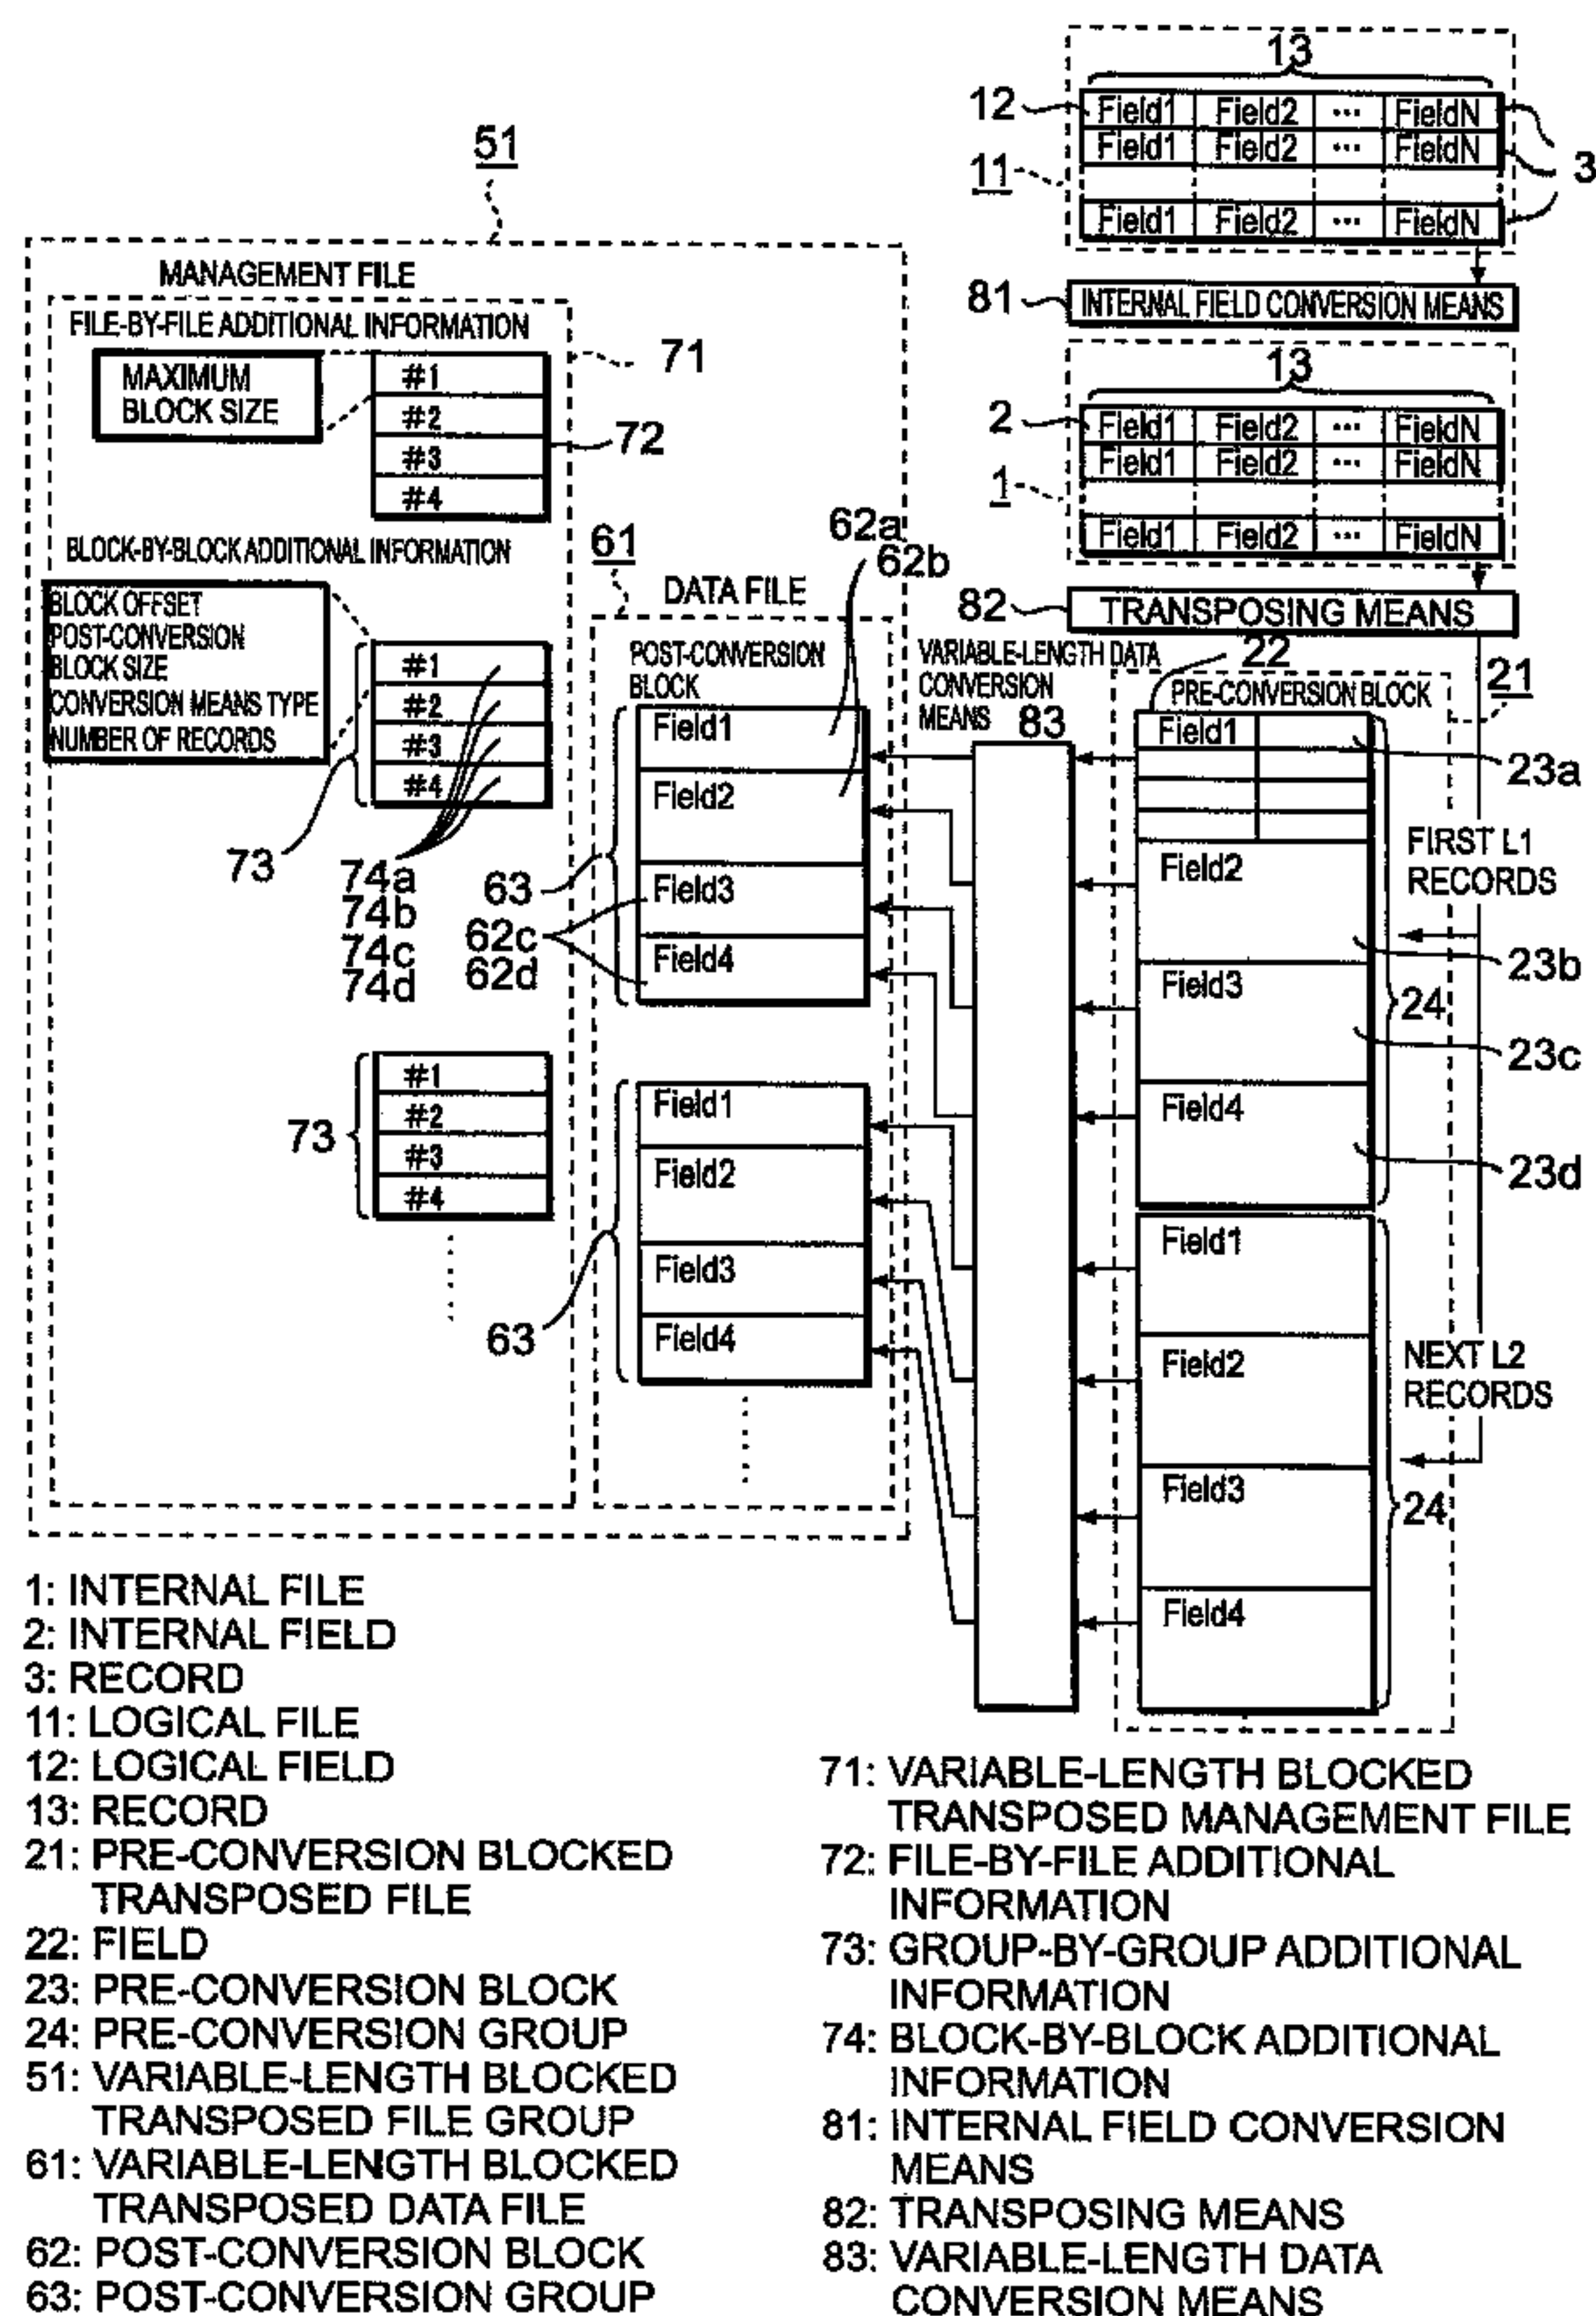 13
12
Field1 Field2 ... FieldN
Field1 Field2 ... FieldN
11
3
Field1 Field2 ... FieldN
51
MANAGEMENT FILE
81
INTERNAL FIELD CONVERSION MEANS
FILE-BY-FILE ADDITIONAL INFORMATION
71
MAXIMUM
BLOCK SIZE
#1
#2
#3
#4
72
13
2
Field1 Field2 ... FieldN
Field1 Field2 ... FieldN
1
Field1 Field2 ... FieldN
BLOCK-BY-BLOCK ADDITIONAL INFORMATION
61
62a
62b
DATA FILE
82
TRANSPOSING MEANS
BLOCK OFFSET
POST-CONVERSION
BLOCK SIZE
CONVERSION MEANS TYPE
NUMBER OF RECORDS
#1
#2
#3
#4
73
74a
74b
74c
74d
POST-CONVERSION
BLOCK
Field1
Field2
Field3
Field4
63
62c
62d
VARIABLE-LENGTH DATA
CONVERSION
MEANS
83
22
PRE-CONVERSION BLOCK
21
Field1
23a
FIRST L1
RECORDS
Field2
23b
Field3
24
23c
Field4
23d
73
#1
#2
#3
#4
63
Field1
Field2
Field3
Field4
Field1
Field2
NEXT L2
RECORDS
Field3
24
Field4
1: INTERNAL FILE
2: INTERNAL FIELD
3: RECORD
11: LOGICAL FILE
12: LOGICAL FIELD
13: RECORD
21: PRE-CONVERSION BLOCKED
TRANSPOSED FILE
22: FIELD
23: PRE-CONVERSION BLOCK
24: PRE-CONVERSION GROUP
51: VARIABLE-LENGTH BLOCKED
TRANSPOSED FILE GROUP
61: VARIABLE-LENGTH BLOCKED
TRANSPOSED DATA FILE
62: POST-CONVERSION BLOCK
63: POST-CONVERSION GROUP
71: VARIABLE-LENGTH BLOCKED
TRANSPOSED MANAGEMENT FILE
72: FILE-BY-FILE ADDITIONAL
INFORMATION
73: GROUP-BY-GROUP ADDITIONAL
INFORMATION
74: BLOCK-BY-BLOCK ADDITIONAL
INFORMATION
81: INTERNAL FIELD CONVERSION
MEANS
82: TRANSPOSING MEANS
83: VARIABLE-LENGTH DATA
CONVERSION MEANS